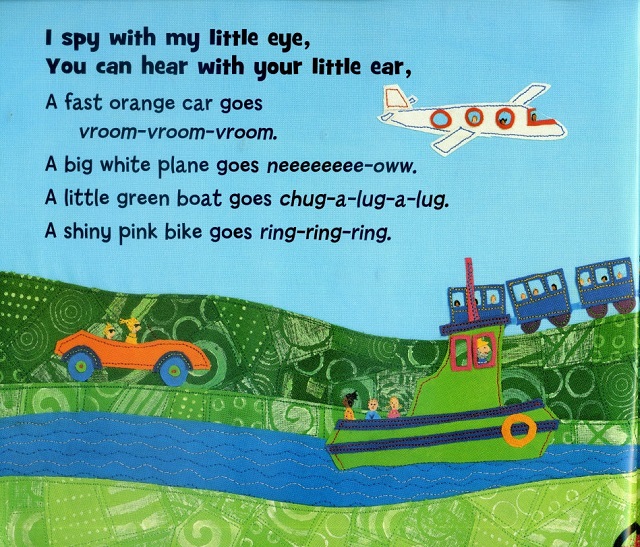 I spy with my little eye,
You can hear with your little ear,
A fast orange car goes
vroom-vroom-vroom.
A big white plane goes neeeeeeee-oww.
A little green boat goes chug-a-lug-a-lug.
A shiny pink bike goes ring-ring-ring.